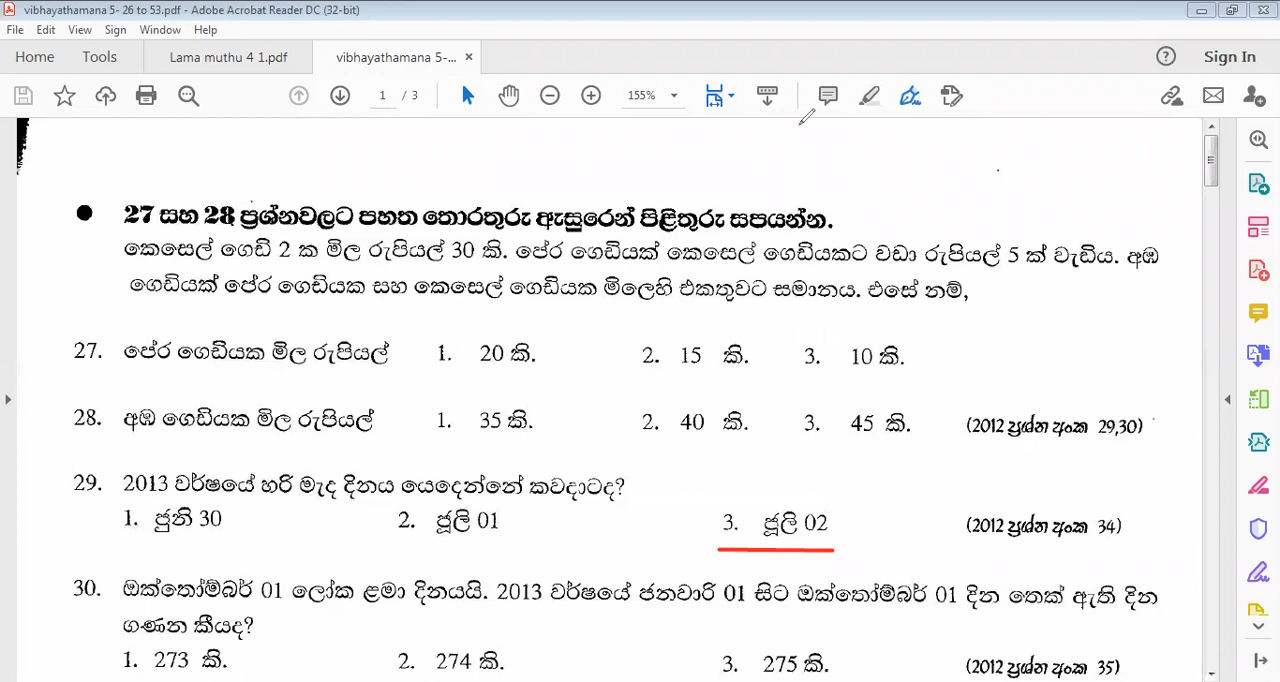 vibhayathamana 5- 26 to 53.pdf - Adobe Acrobat Reader DC (32-bit)
File Edit View Sign Window Help
Home Tools Lama muthu 4 1.pdf vibhayathamana 5-... × Sign In
1 / 3 155%
● 27 සහ 28 ප්‍රශ්නවලට පහත තොරතුරු ඇසුරෙන් පිළිතුරු සපයන්න.
කෙසෙල් ගෙඩි 2 ක මිල රුපියල් 30 කි. පේර ගෙඩියක් කෙසෙල් ගෙඩියකට වඩා රුපියල් 5 ක් වැඩිය. අඹ
ගෙඩියක් පේර ගෙඩියක සහ කෙසෙල් ගෙඩියක මිලෙහි එකතුවට සමානය. එසේ නම්,
27. පේර ගෙඩියක මිල රුපියල් 1. 20 කි. 2. 15 කි. 3. 10 කි.
28. අඹ ගෙඩියක මිල රුපියල් 1. 35 කි. 2. 40 කි. 3. 45 කි. (2012 ප්‍රශ්න අංක 29,30)
29. 2013 වර්ෂයේ හරි මැද දිනය යෙදෙන්නේ කවදාටද?
1. ජුනි 30 2. ජූලි 01 3. ජූලි 02 (2012 ප්‍රශ්න අංක 34)
30. ඔක්තෝම්බර් 01 ලෝක ළමා දිනයයි. 2013 වර්ෂයේ ජනවාරි 01 සිට ඔක්තෝම්බර් 01 දින තෙක් ඇති දින
ගණන කීයද?
1. 273 කි. 2. 274 කි. 3. 275 කි. (2012 ප්‍රශ්න අංක 35)